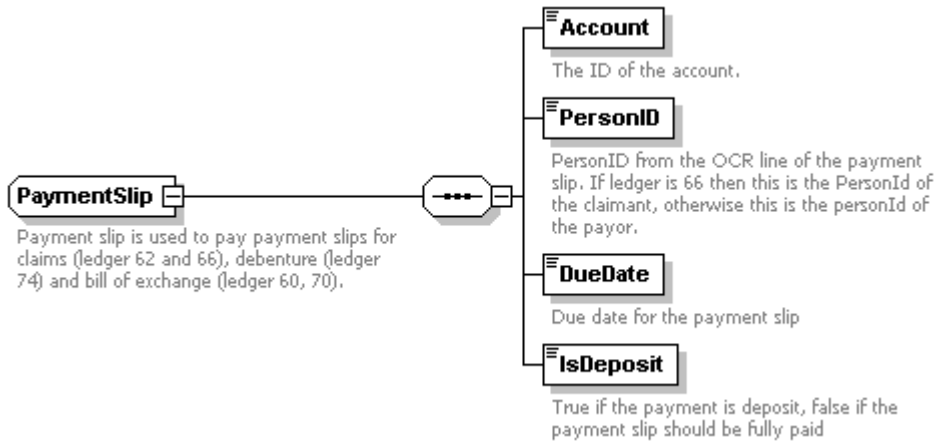 PaymentSlip
Payment slip is used to pay payment slips for
claims (ledger 62 and 66), debenture (ledger
74) and bill of exchange (ledger 60, 70).
Account
The ID of the account.
PersonID
PersonID from the OCR line of the payment
slip. If ledger is 66 then this is the PersonId of
the claimant, otherwise this is the personId of
the payor.
DueDate
Due date for the payment slip
IsDeposit
True if the payment is deposit, false if the
payment slip should be fully paid